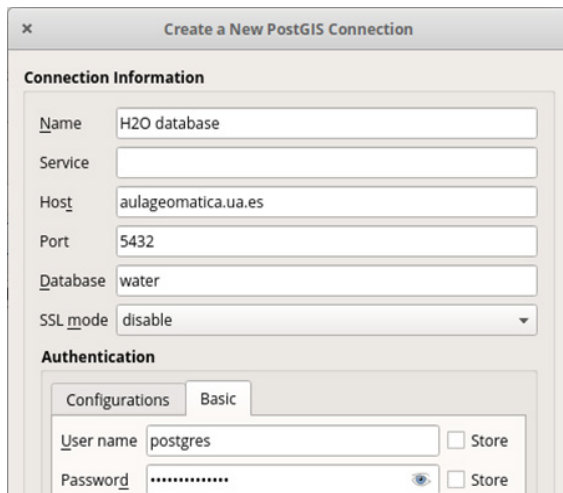 Create a New PostGIS Connection
Connection Information
Name H2O database
Service
Host aulageomatica.ua.es
Port 5432
Database water
SSL mode disable
Authentication
Configurations Basic
User name postgres Store
Password •••••••••••••• Store